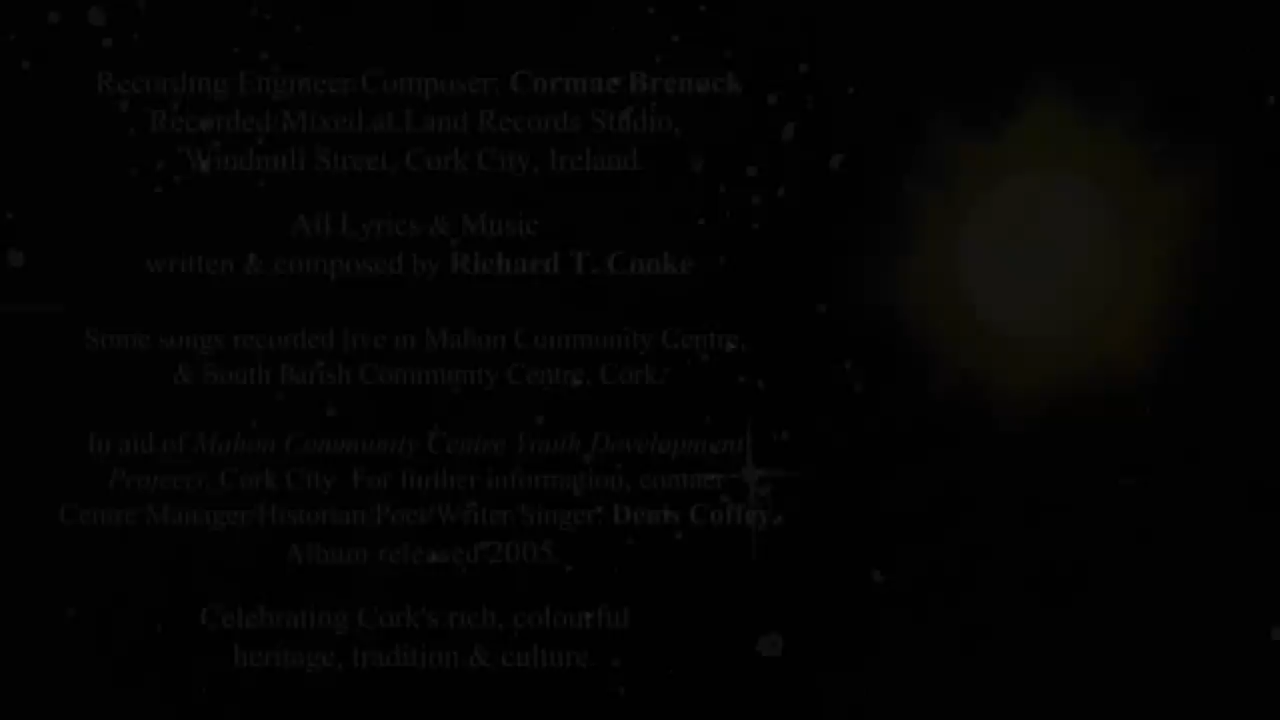 Recording Engineer/Composer: Cormac Brenock
Recorded/Mixed at Land Records Studio,
Windmill Street, Cork City, Ireland.
All Lyrics & Music
written & composed by Richard T. Cooke
Some songs recorded live in Mahon Community Centre,
& South Parish Community Centre, Cork.
In aid of Mahon Community Centre Youth Development
Projects, Cork City. For further information, contact
Centre Manager/Historian/Poet/Writer/Singer: Denis Coffey.
Album released 2005.
Celebrating Cork's rich, colourful
heritage, tradition & culture.